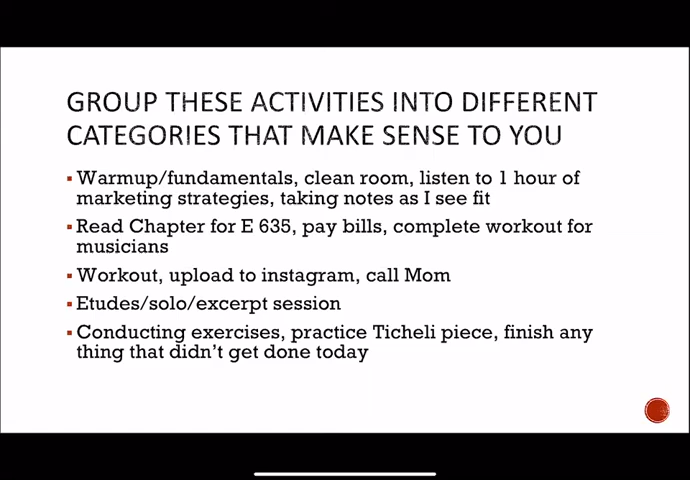 GROUP THESE ACTIVITIES INTO DIFFERENT
CATEGORIES THAT MAKE SENSE TO YOU
▪ Warmup/fundamentals, clean room, listen to 1 hour of
marketing strategies, taking notes as I see fit
▪ Read Chapter for E 635, pay bills, complete workout for
musicians
▪ Workout, upload to instagram, call Mom
▪ Etudes/solo/excerpt session
▪ Conducting exercises, practice Ticheli piece, finish any
thing that didn't get done today